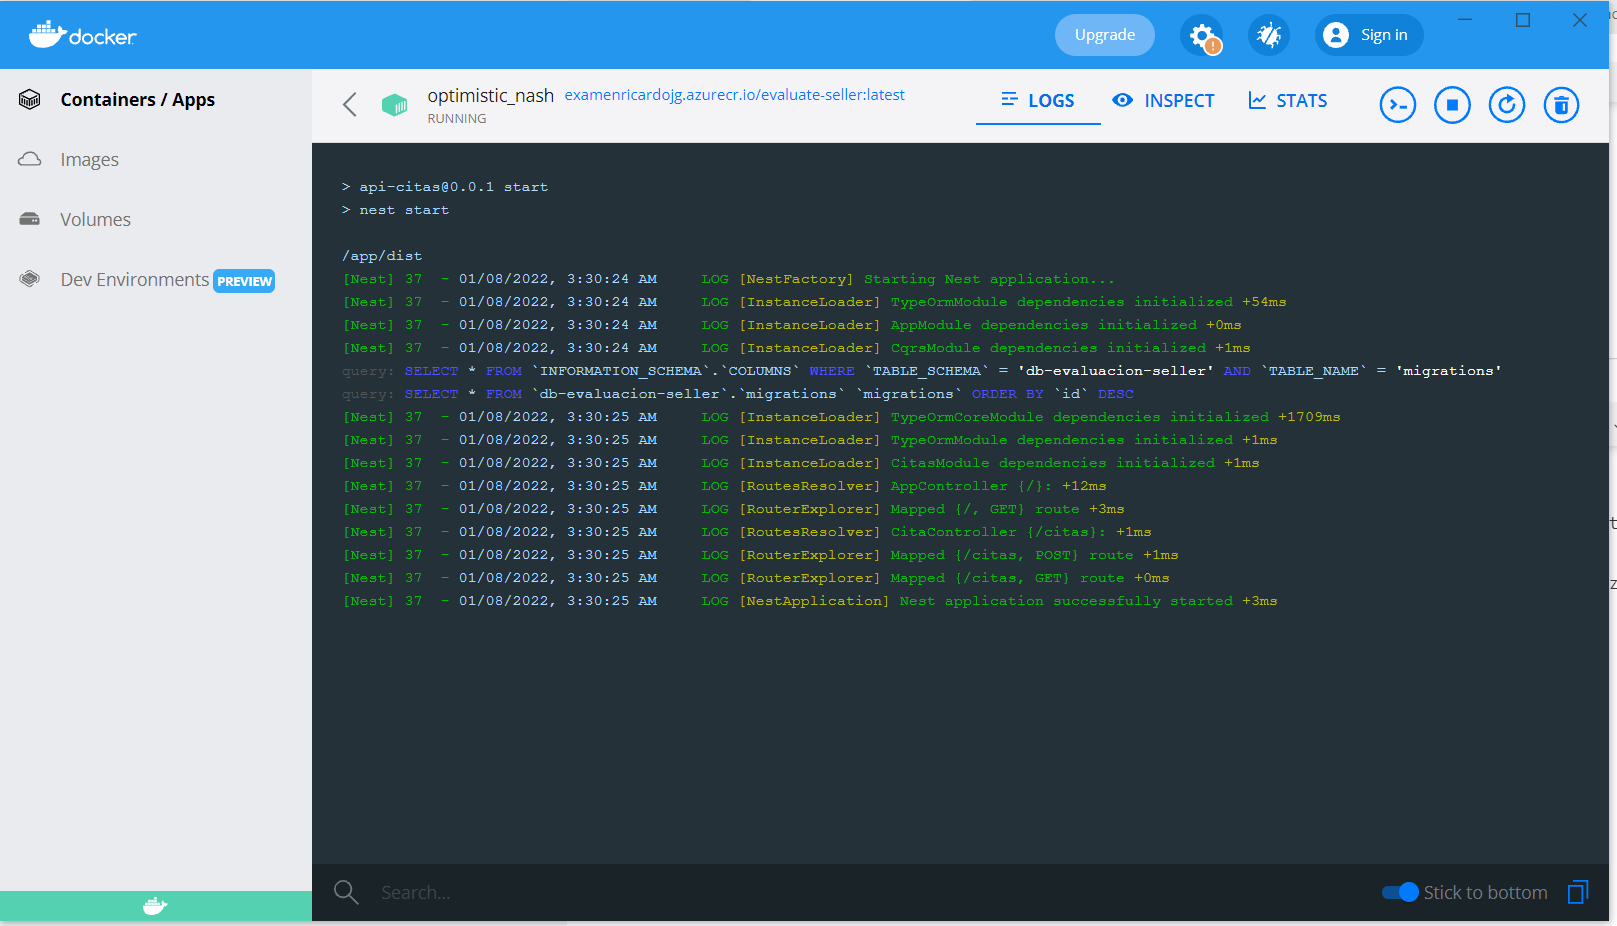 docker
Upgrade
Sign in
Containers / Apps
Images
Volumes
Dev Environments PREVIEW
optimistic_nash examenricardojg.azurecr.io/evaluate-seller:latest
RUNNING
LOGS
INSPECT
STATS
> api-citas@0.0.1 start
> nest start
/app/dist
[Nest] 37  - 01/08/2022, 3:30:24 AM     LOG [NestFactory] Starting Nest application...
[Nest] 37  - 01/08/2022, 3:30:24 AM     LOG [InstanceLoader] TypeOrmModule dependencies initialized +54ms
[Nest] 37  - 01/08/2022, 3:30:24 AM     LOG [InstanceLoader] AppModule dependencies initialized +0ms
[Nest] 37  - 01/08/2022, 3:30:24 AM     LOG [InstanceLoader] CqrsModule dependencies initialized +1ms
query: SELECT * FROM `INFORMATION_SCHEMA`.`COLUMNS` WHERE `TABLE_SCHEMA` = 'db-evaluacion-seller' AND `TABLE_NAME` = 'migrations'
query: SELECT * FROM `db-evaluacion-seller`.`migrations` `migrations` ORDER BY `id` DESC
[Nest] 37  - 01/08/2022, 3:30:25 AM     LOG [InstanceLoader] TypeOrmCoreModule dependencies initialized +1709ms
[Nest] 37  - 01/08/2022, 3:30:25 AM     LOG [InstanceLoader] TypeOrmModule dependencies initialized +1ms
[Nest] 37  - 01/08/2022, 3:30:25 AM     LOG [InstanceLoader] CitasModule dependencies initialized +1ms
[Nest] 37  - 01/08/2022, 3:30:25 AM     LOG [RoutesResolver] AppController {/}: +12ms
[Nest] 37  - 01/08/2022, 3:30:25 AM     LOG [RouterExplorer] Mapped {/, GET} route +3ms
[Nest] 37  - 01/08/2022, 3:30:25 AM     LOG [RoutesResolver] CitaController {/citas}: +1ms
[Nest] 37  - 01/08/2022, 3:30:25 AM     LOG [RouterExplorer] Mapped {/citas, POST} route +1ms
[Nest] 37  - 01/08/2022, 3:30:25 AM     LOG [RouterExplorer] Mapped {/citas, GET} route +0ms
[Nest] 37  - 01/08/2022, 3:30:25 AM     LOG [NestApplication] Nest application successfully started +3ms
Search...
Stick to bottom